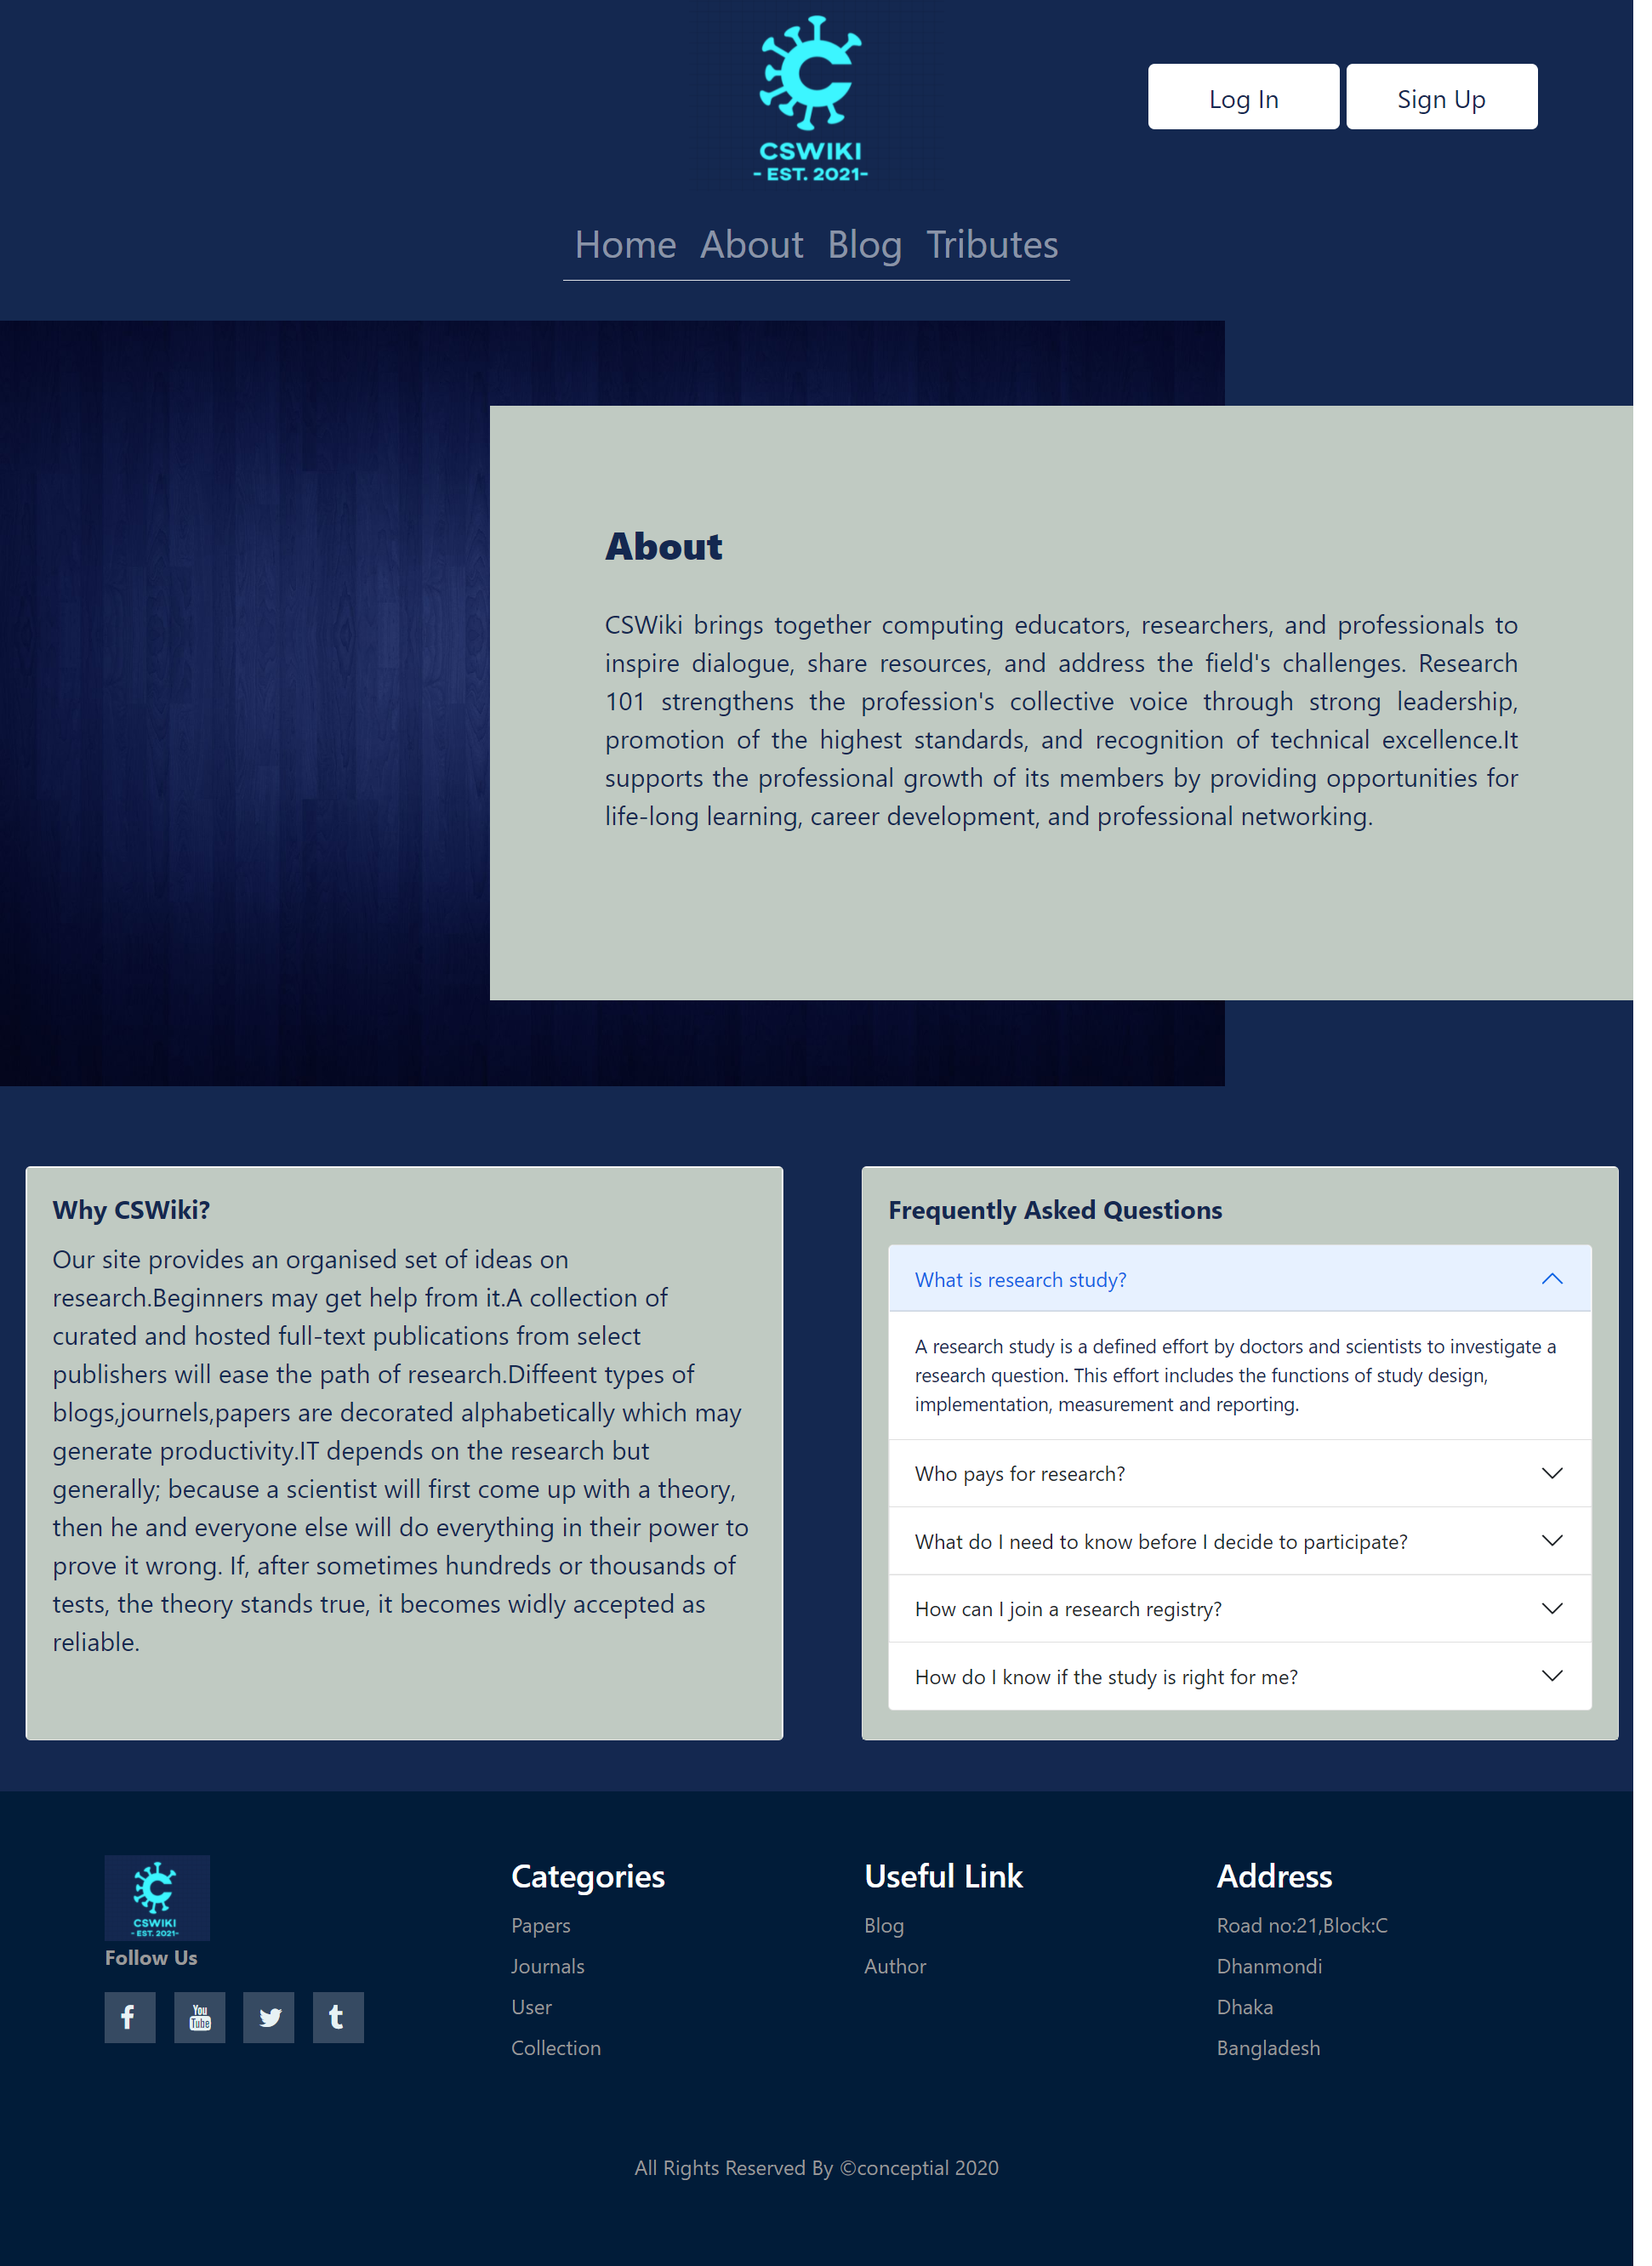 CSWIKI
- EST. 2021-
Log In
Sign Up
Home About Blog Tributes
About
CSWiki brings together computing educators, researchers, and professionals to
inspire dialogue, share resources, and address the field's challenges. Research
101 strengthens the profession's collective voice through strong leadership,
promotion of the highest standards, and recognition of technical excellence.It
supports the professional growth of its members by providing opportunities for
life-long learning, career development, and professional networking.
Why CSWiki?
Our site provides an organised set of ideas on
research.Beginners may get help from it.A collection of
curated and hosted full-text publications from select
publishers will ease the path of research.Diffeent types of
blogs,journels,papers are decorated alphabetically which may
generate productivity.IT depends on the research but
generally; because a scientist will first come up with a theory,
then he and everyone else will do everything in their power to
prove it wrong. If, after sometimes hundreds or thousands of
tests, the theory stands true, it becomes widly accepted as
reliable.
Frequently Asked Questions
What is research study?
A research study is a defined effort by doctors and scientists to investigate a
research question. This effort includes the functions of study design,
implementation, measurement and reporting.
Who pays for research?
What do I need to know before I decide to participate?
How can I join a research registry?
How do I know if the study is right for me?
CSWIKI
- EST. 2021-
Follow Us
You
Tube
Categories
Papers
Journals
User
Collection
Useful Link
Blog
Author
Address
Road no:21,Block:C
Dhanmondi
Dhaka
Bangladesh
All Rights Reserved By ©conceptial 2020